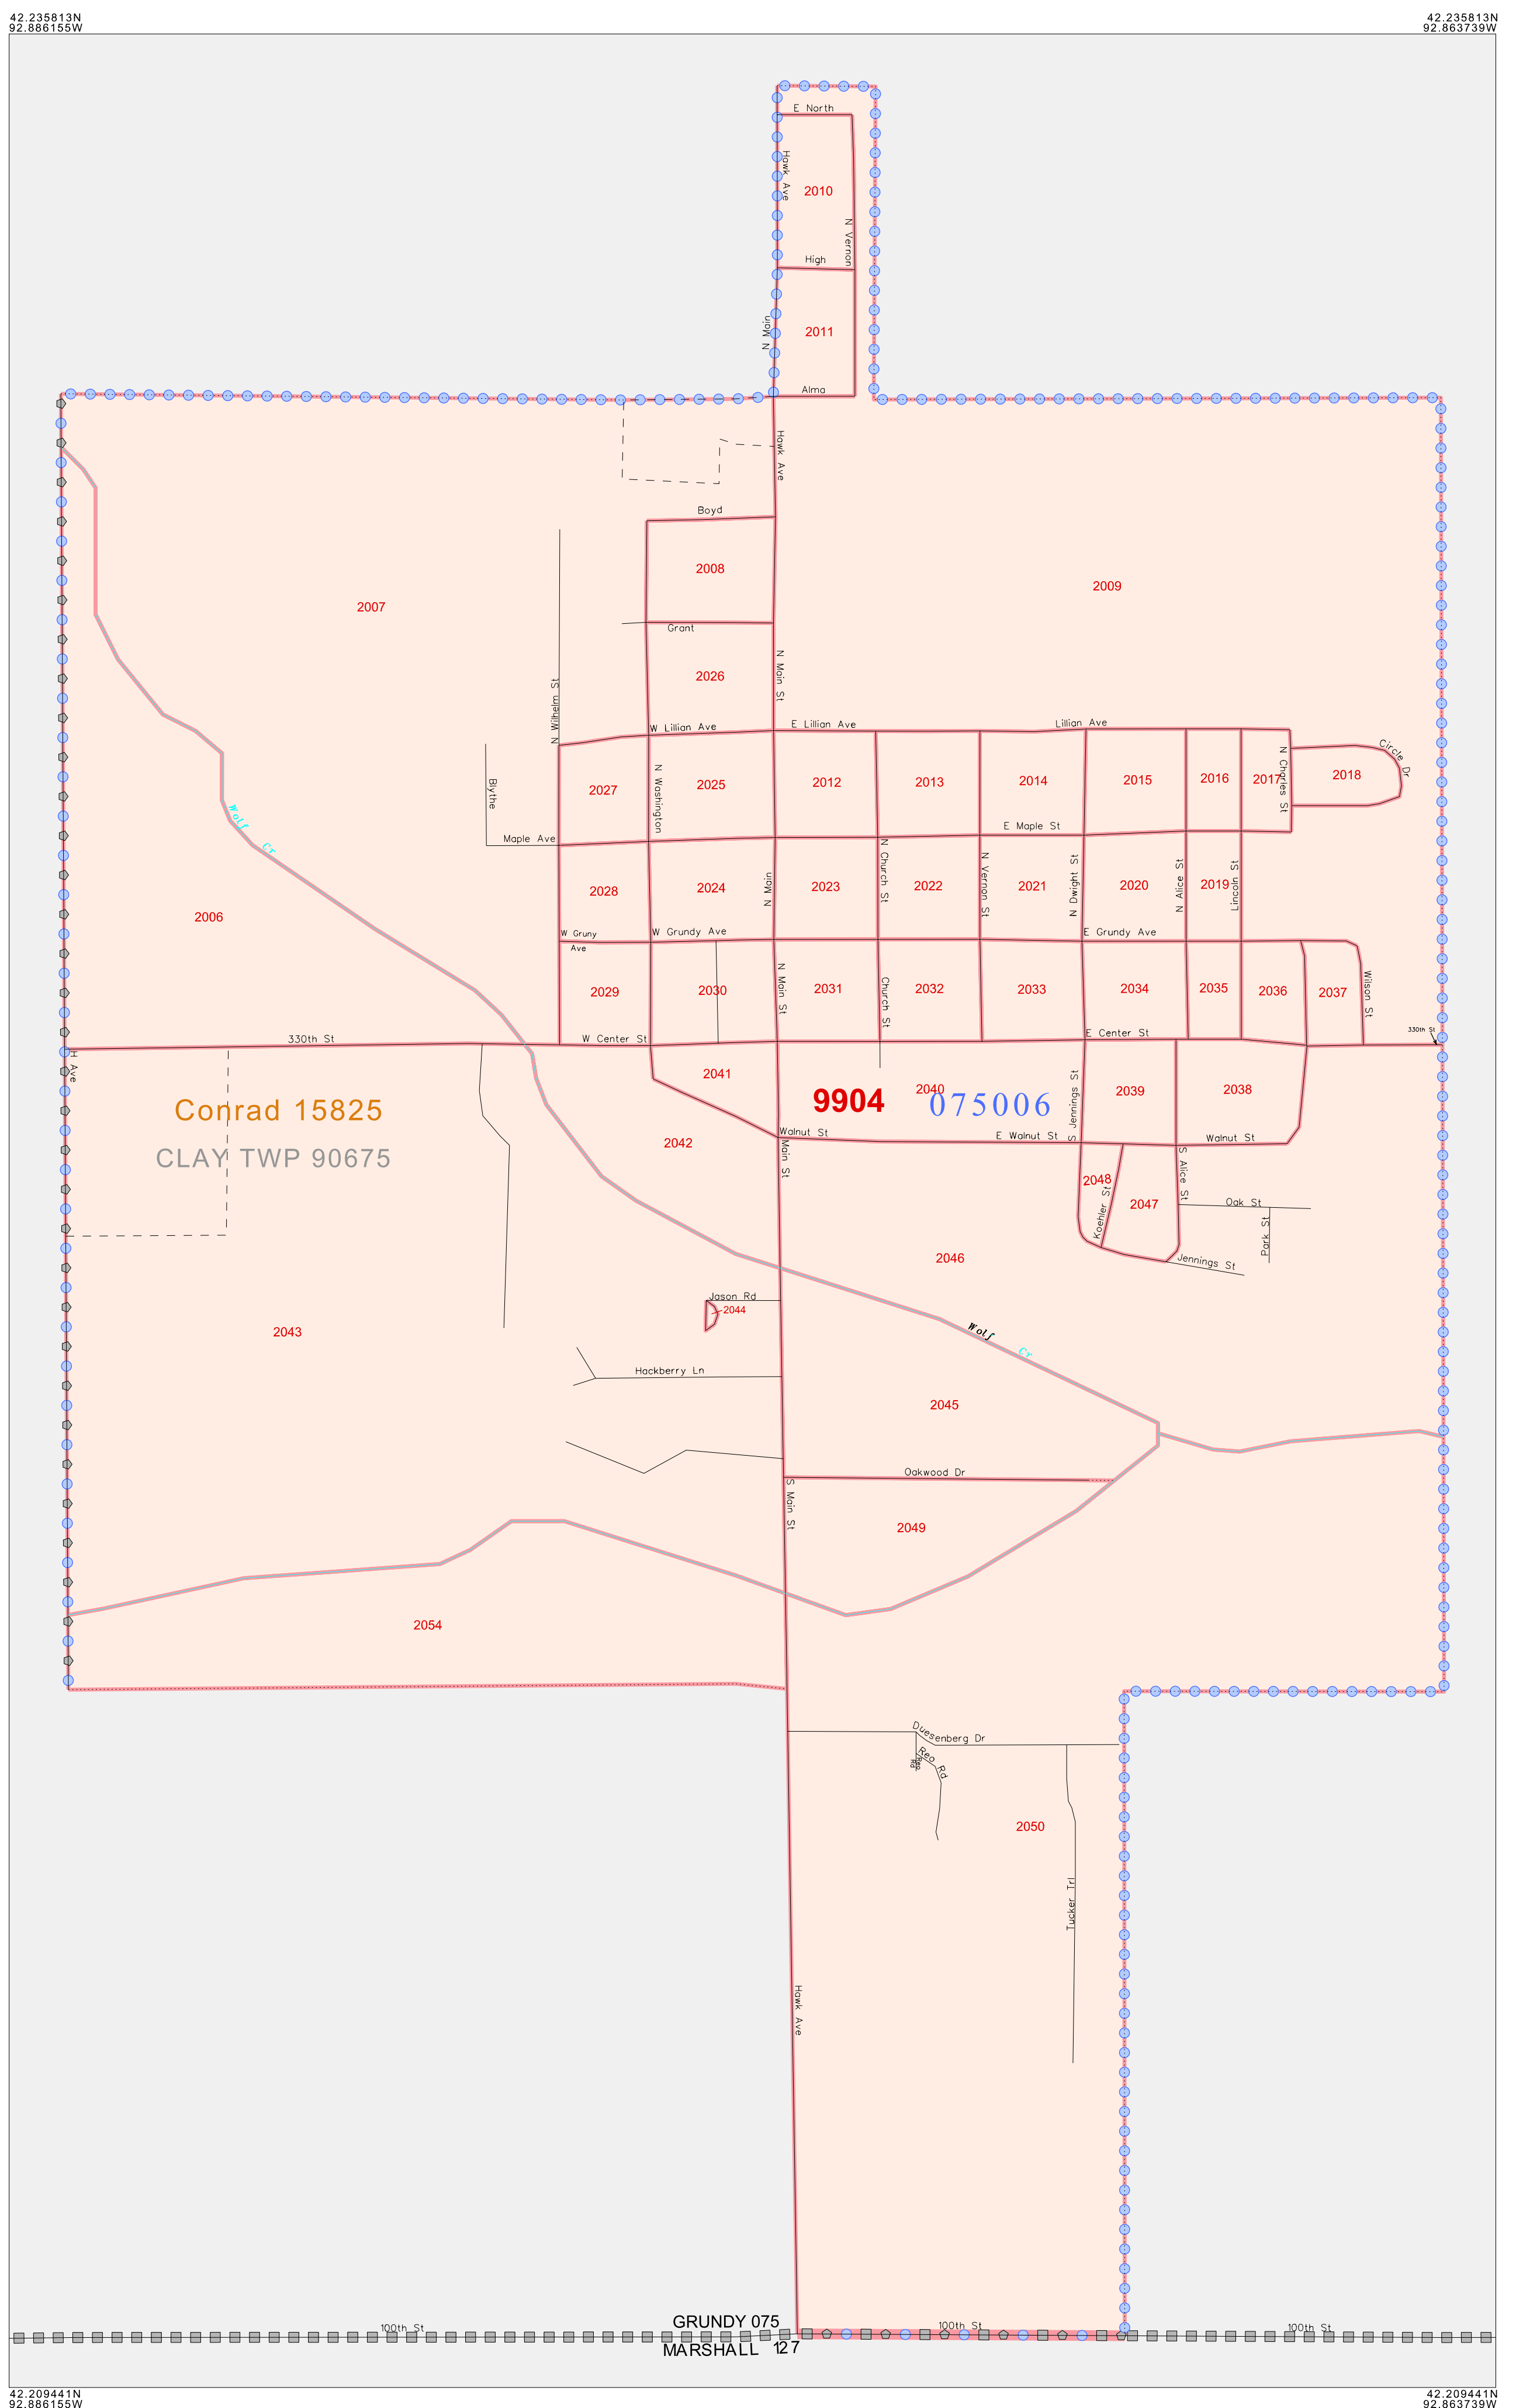 42.235813N
92.886155W
42.235813N
92.863739W
E North
Hawk Ave
2010
N Vernon
High
N Main
2011
Alma
Hawk Ave
Boyd
2008
2009
2007
Grant
2026
N Main St
N Wilhelm St
W Lillian Ave
E Lillian Ave
Lillian Ave
Circle Dr
Blythe
2027
N Washington
2025
2012
2013
2014
2015
2016
2017
N Charles St
2018
Wolf Cr
Maple Ave
E Maple St
2028
2024
N Main
2023
N Church St
2022
N Vernon St
2021
N Dwight St
2020
N Alice St
2019
Lincoln St
2006
W Gruny
Ave
W Grundy Ave
E Grundy Ave
2029
2030
N Main St
2031
Church St
2032
2033
2034
2035
2036
2037
Wilson St
330th St
W Center St
E Center St
330th St
H Ave
2041
2040
S Jennings St
2039
2038
Conrad 15825
9904
075006
CLAY TWP 90675
2042
Walnut St
E Walnut St
Walnut St
Main St
2048
Koehler St
2047
S Alice St
Oak St
Park St
Jennings St
2046
Jason Rd
2044
2043
Wolf Cr
Hackberry Ln
2045
Oakwood Dr
S Main St
2049
2054
Duesenberg Dr
Reo Rd
Reo
Rd
2050
Tucker Trl
Hawk Ave
GRUNDY 075
100th St
100th St
100th St
MARSHALL 127
42.209441N
92.886155W
42.209441N
92.863739W